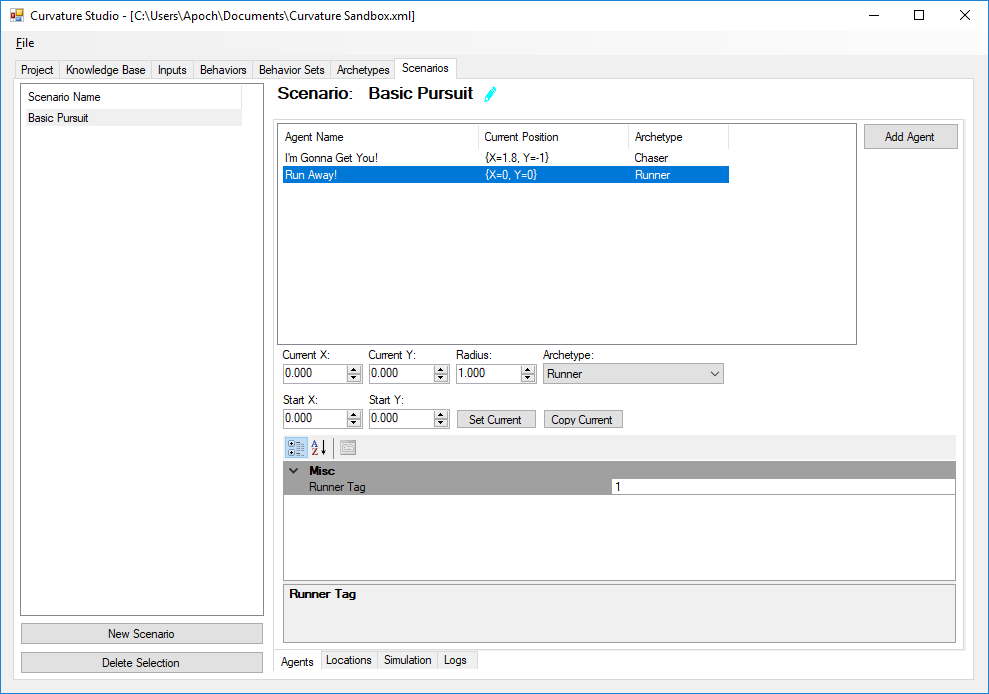 Curvature Studio - [C:\Users\Apoch\Documents\Curvature Sandbox.xml]
File
Project Knowledge Base Inputs Behaviors Behavior Sets Archetypes Scenarios
Scenario Name
Basic Pursuit
New Scenario
Delete Selection
Scenario: Basic Pursuit
Agent Name Current Position Archetype
I'm Gonna Get You! {X=1.8, Y=-1} Chaser
Run Away! {X=0, Y=0} Runner
Add Agent
Current X: Current Y: Radius: Archetype:
0.000 0.000 1.000 Runner
Start X: Start Y:
0.000 0.000 Set Current Copy Current
A
Z
Misc
Runner Tag 1
Runner Tag
Agents Locations Simulation Logs